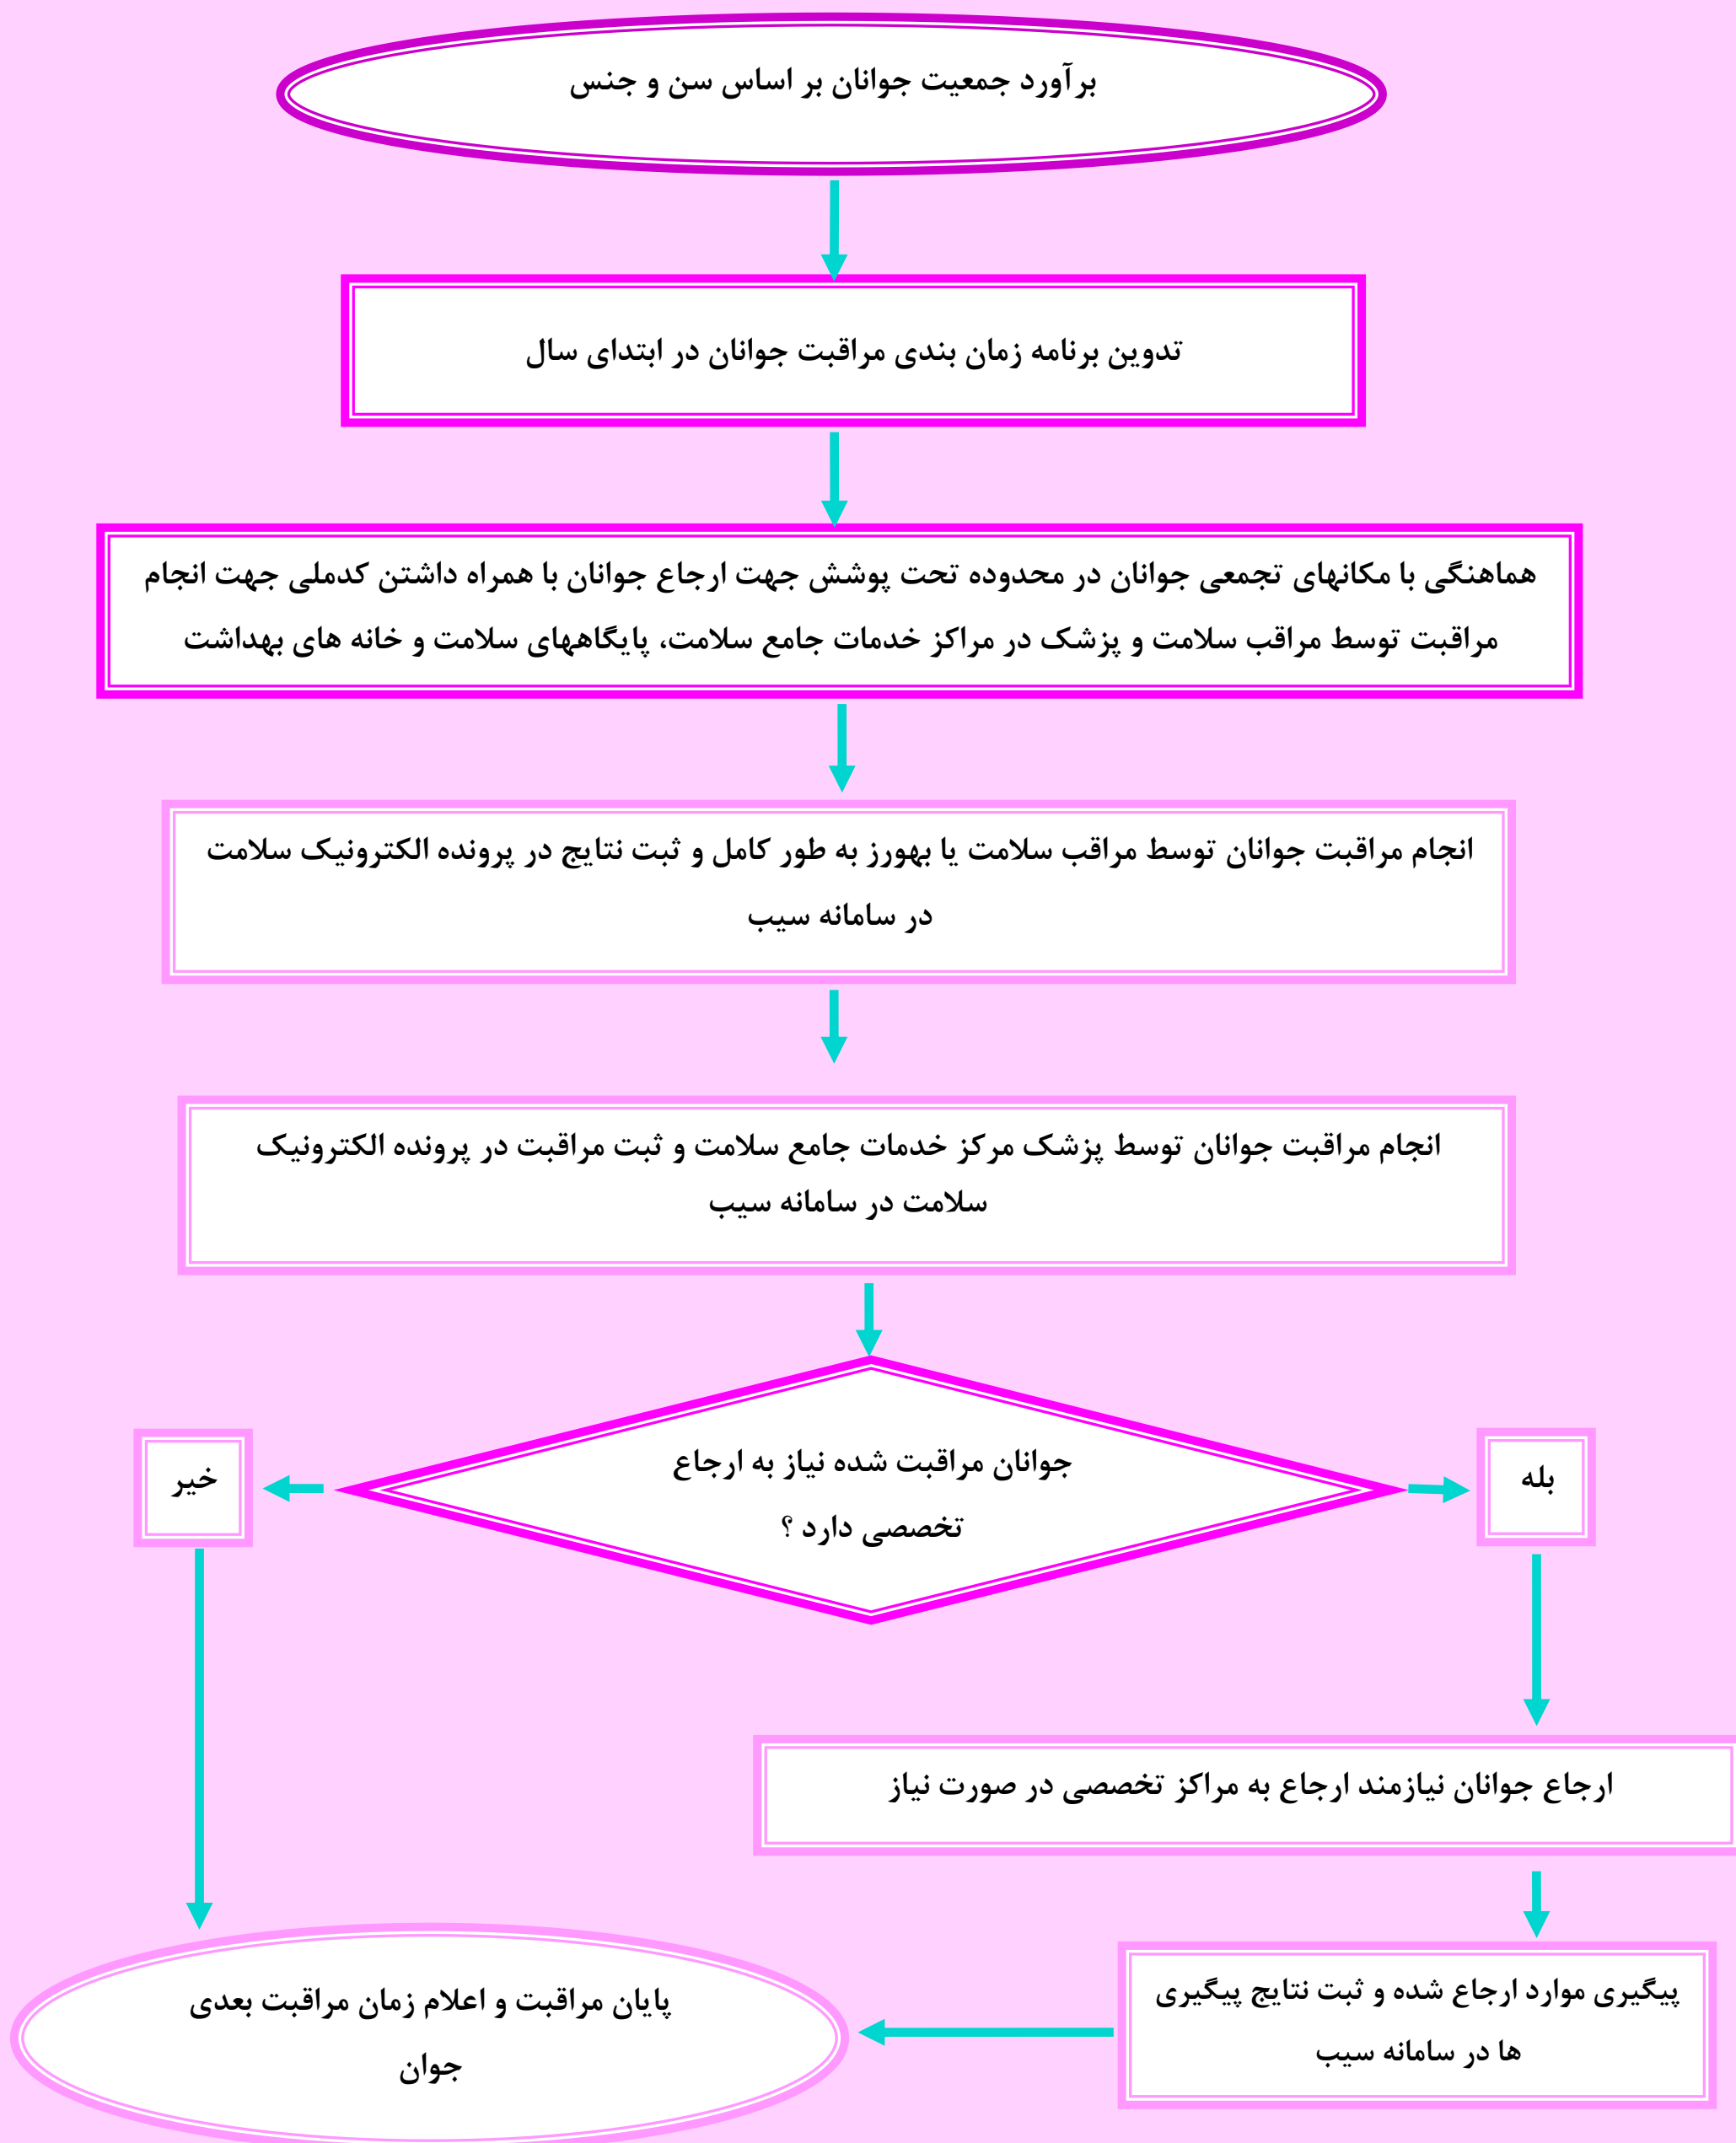 برآورد جمعیت جوانان بر اساس سن و جنس
تدوین برنامه زمان بندی مراقبت جوانان در ابتدای سال
هماهنگی با مکانهای تجمعی جوانان در محدوده تحت پوشش جهت ارجاع جوانان با همراه داشتن کدملی جهت انجام
مراقبت توسط مراقب سلامت و پزشک در مراکز خدمات جامع سلامت، پایگاههای سلامت و خانه های بهداشت
انجام مراقبت جوانان توسط مراقب سلامت یا بهورز به طور کامل و ثبت نتایج در پرونده الکترونیک سلامت
در سامانه سیب
انجام مراقبت جوانان توسط پزشک مرکز خدمات جامع سلامت و ثبت مراقبت در پرونده الکترونیک
سلامت در سامانه سیب
جوانان مراقبت شده نیاز به ارجاع
تخصصی دارد ؟
بله
خیر
ارجاع جوانان نیازمند ارجاع به مراکز تخصصی در صورت نیاز
پیگیری موارد ارجاع شده و ثبت نتایج پیگیری
ها در سامانه سیب
پایان مراقبت و اعلام زمان مراقبت بعدی
جوان